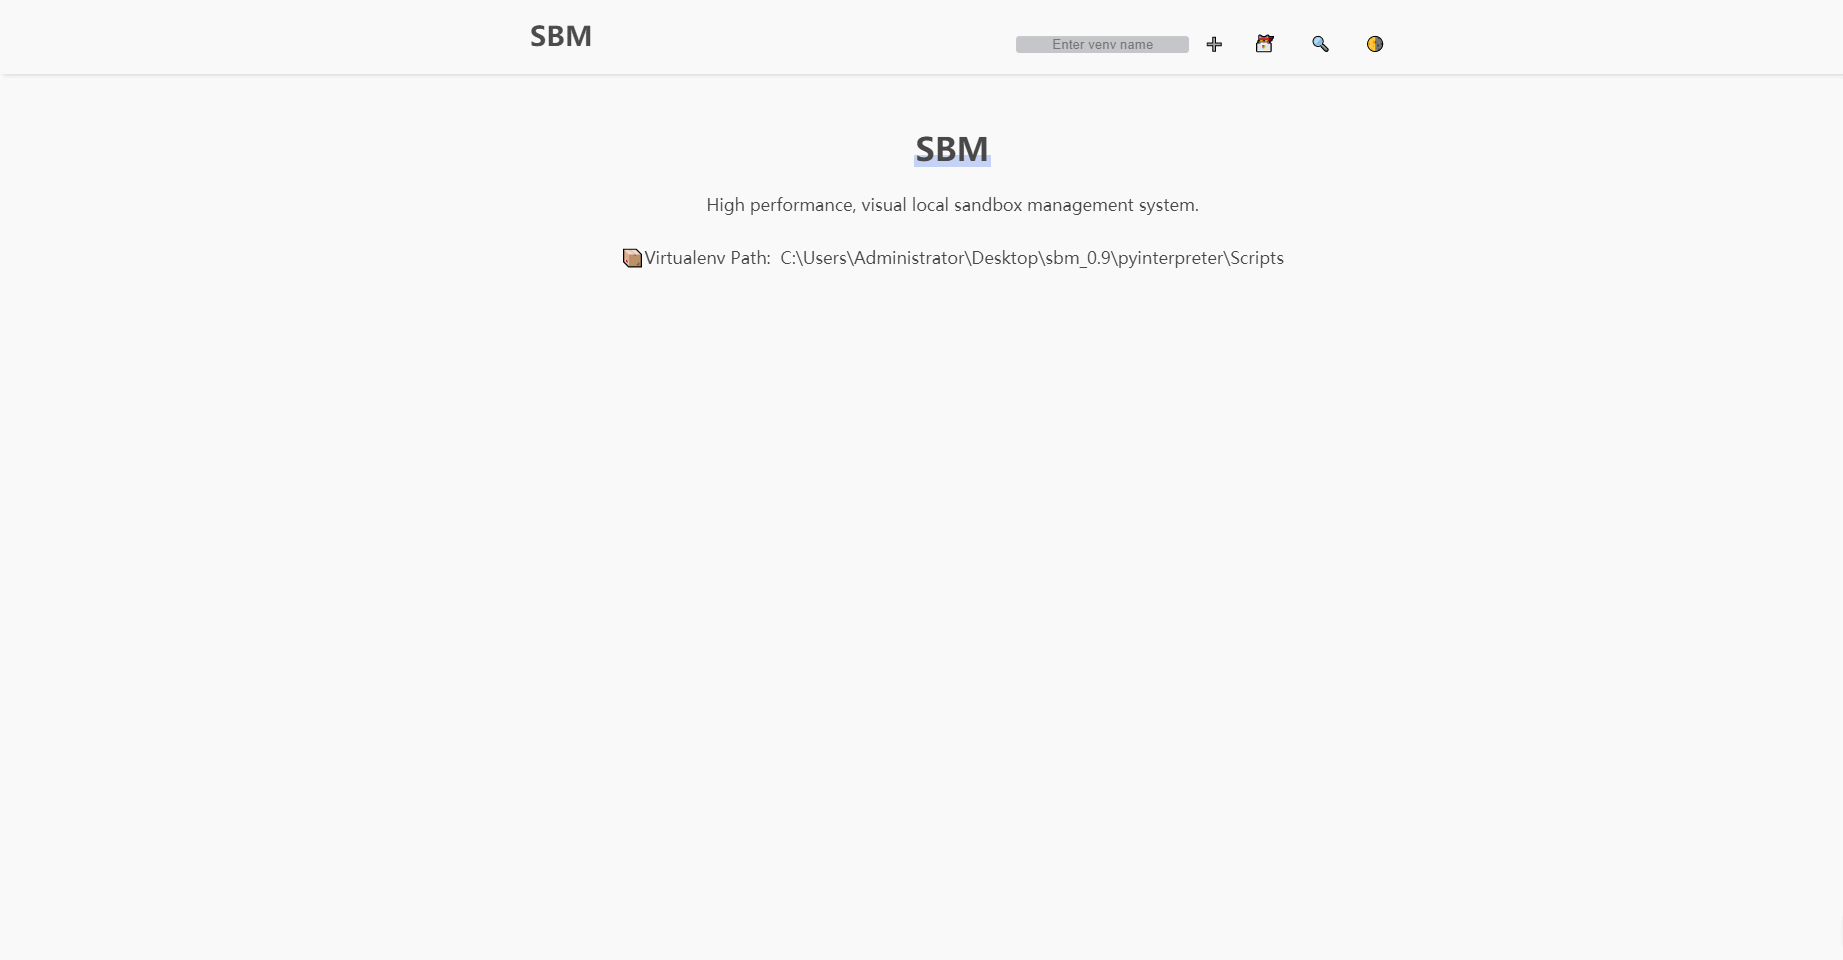 SBM
Enter venv name
SBM
High performance, visual local sandbox management system.
Virtualenv Path: C:\Users\Administrator\Desktop\sbm_0.9\pyinterpreter\Scripts